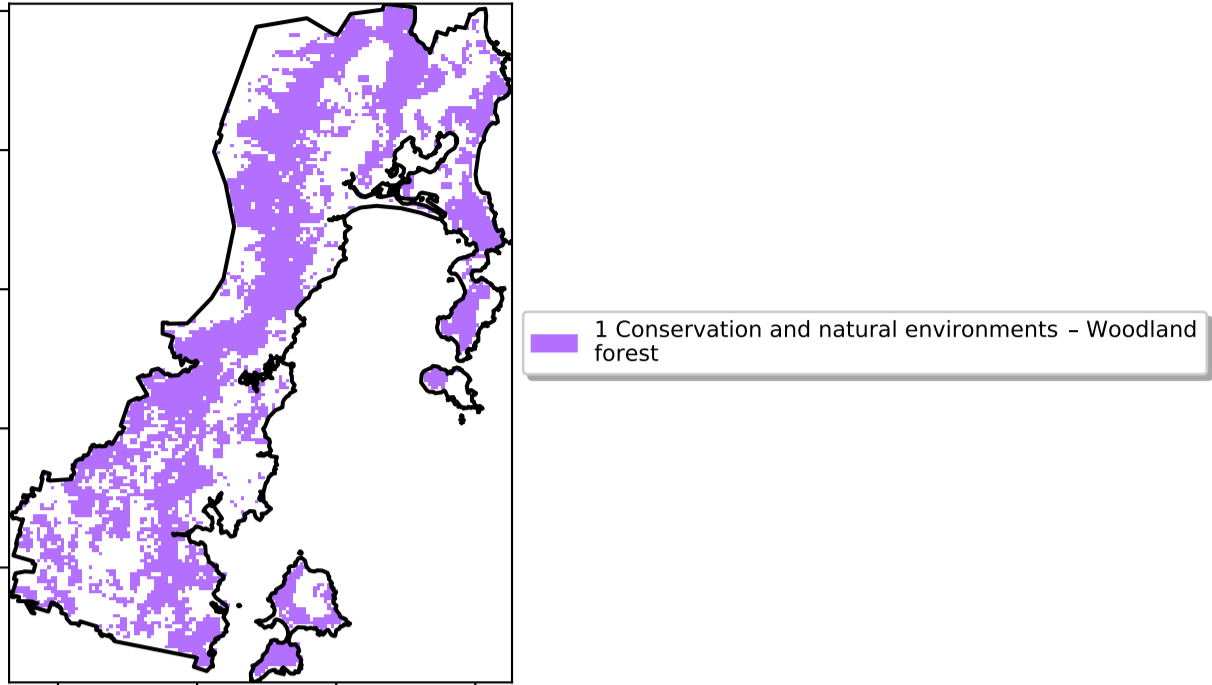 1 Conservation and natural environments – Woodland
forest